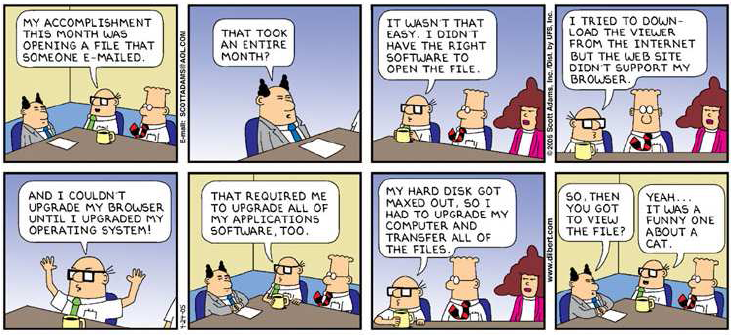 MY ACCOMPLISHMENT
THIS MONTH WAS
OPENING A FILE THAT
SOMEONE E-MAILED.
E-mail: SCOTTADAMS@AOL.COM
THAT TOOK
AN ENTIRE
MONTH?
IT WASN'T THAT
EASY. I DIDN'T
HAVE THE RIGHT
SOFTWARE TO
OPEN THE FILE.
© 2005 Scott Adams, Inc./Dist. by UFS, Inc.
I TRIED TO DOWN-
LOAD THE VIEWER
FROM THE INTERNET
BUT THE WEB SITE
DIDN'T SUPPORT MY
BROWSER.
AND I COULDN'T
UPGRADE MY BROWSER
UNTIL I UPGRADED MY
OPERATING SYSTEM!
1-29-05
THAT REQUIRED ME
TO UPGRADE ALL OF
MY APPLICATIONS
SOFTWARE, TOO.
MY HARD DISK GOT
MAXED OUT, SO I
HAD TO UPGRADE MY
COMPUTER AND
TRANSFER ALL OF
THE FILES.
www.dilbert.com
SO, THEN
YOU GOT
TO VIEW
THE FILE?
YEAH...
IT WAS A
FUNNY ONE
ABOUT A
CAT.